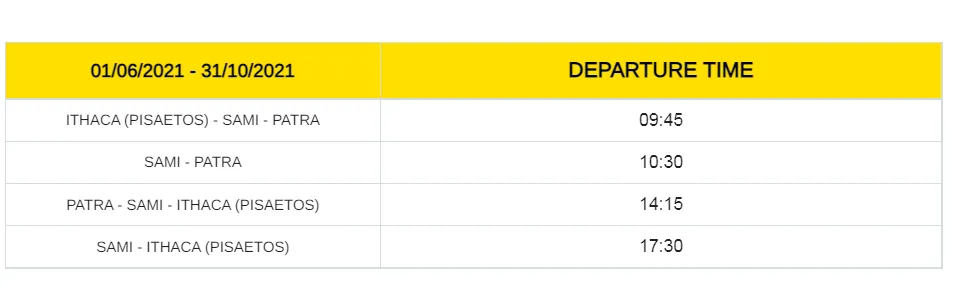 01/06/2021 - 31/10/2021 DEPARTURE TIME
ITHACA (PISAETOS) - SAMI - PATRA 09:45
SAMI - PATRA 10:30
PATRA - SAMI - ITHACA (PISAETOS) 14:15
SAMI - ITHACA (PISAETOS) 17:30